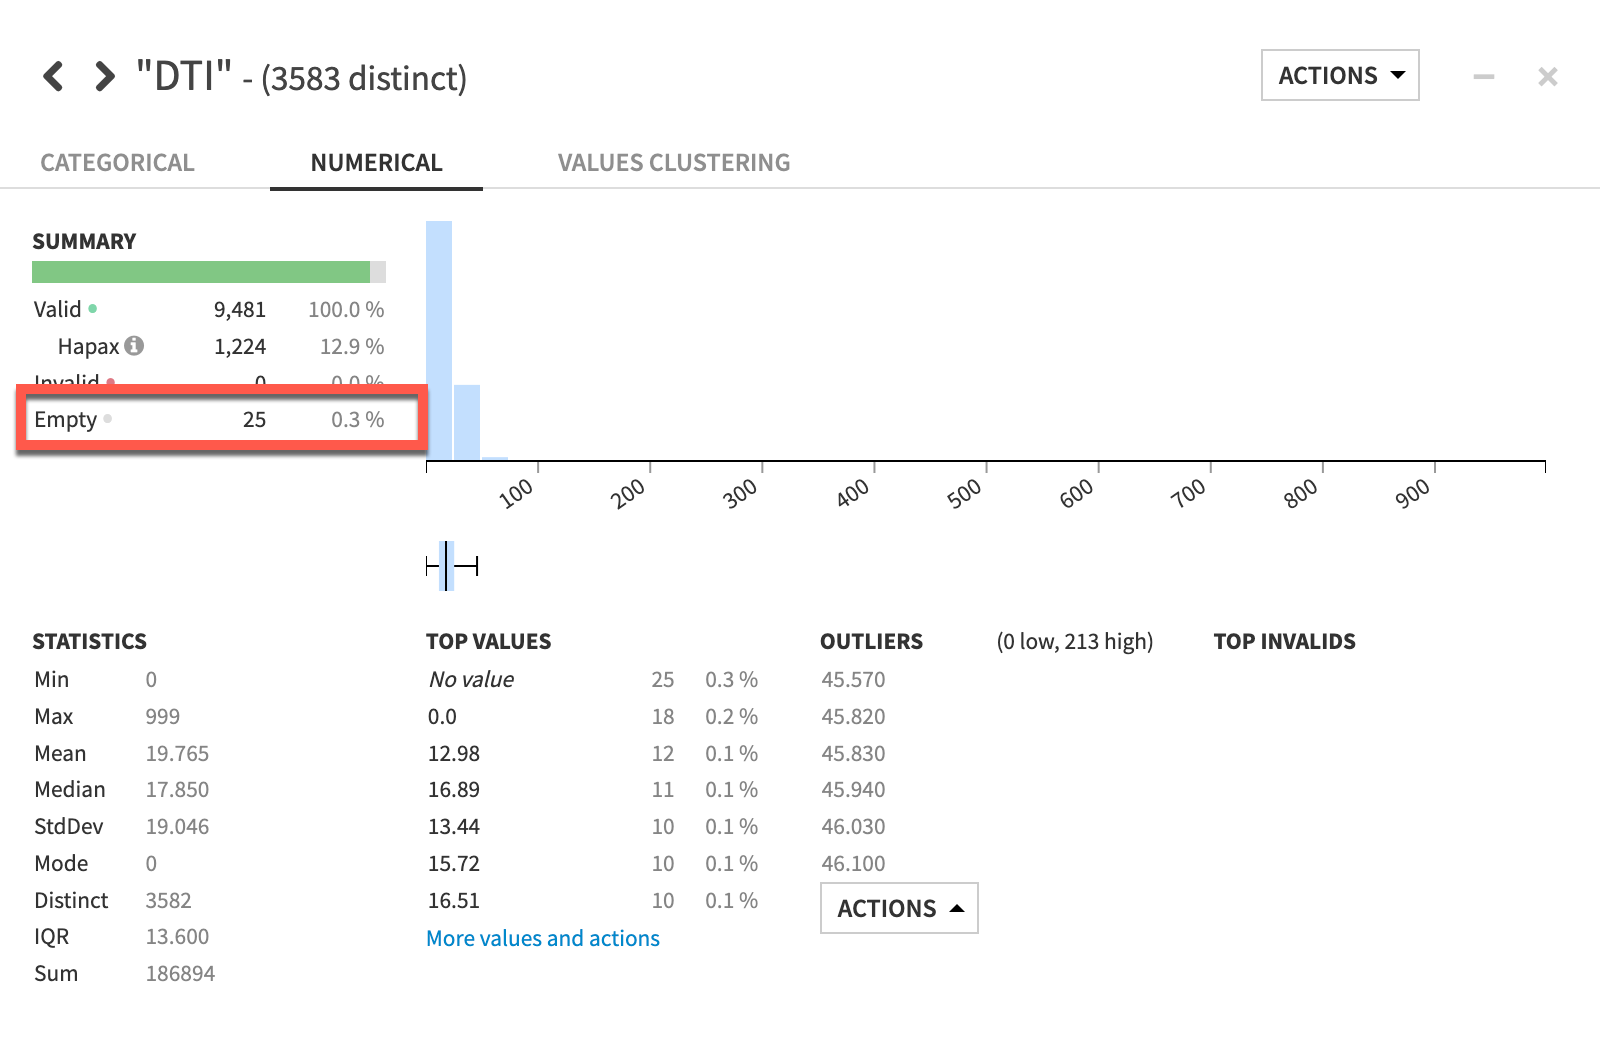 "DTI" - (3583 distinct)
ACTIONS
CATEGORICAL NUMERICAL VALUES CLUSTERING
SUMMARY
Valid 9,481 100.0 %
Hapax 1,224 12.9 %
Invalid 0 0.0 %
Empty 25 0.3 %
100 200 300 400 500 600 700 800 900
STATISTICS
Min 0
Max 999
Mean 19.765
Median 17.850
StdDev 19.046
Mode 0
Distinct 3582
IQR 13.600
Sum 186894
TOP VALUES
No value 25 0.3 %
0.0 18 0.2 %
12.98 12 0.1 %
16.89 11 0.1 %
13.44 10 0.1 %
15.72 10 0.1 %
16.51 10 0.1 %
More values and actions
OUTLIERS (0 low, 213 high)
45.570
45.820
45.830
45.940
46.030
46.100
ACTIONS
TOP INVALIDS